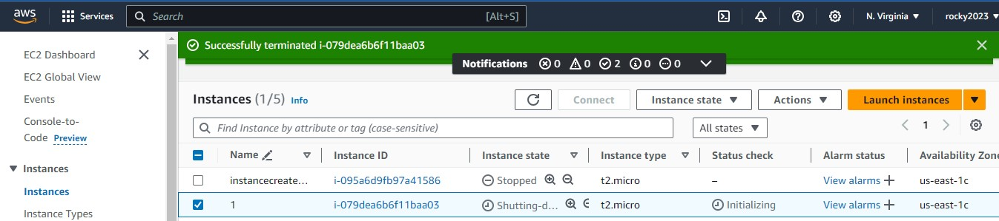 aws Services Search [Alt+S] N. Virginia rocky2023
EC2 Dashboard
EC2 Global View
Events
Console-to-
Code Preview
Instances
Instances
Instance Types
Successfully terminated i-079dea6b6f11baa03
Notifications 0 0 2 0 0
Instances (1/5) Info Connect Instance state Actions Launch instances
Find Instance by attribute or tag (case-sensitive) All states 1
Name Instance ID Instance state Instance type Status check Alarm status Availability Zone
instancecreate... i-095a6d9fb97a41586 Stopped t2.micro – View alarms + us-east-1c
1 i-079dea6b6f11baa03 Shutting-d... t2.micro Initializing View alarms + us-east-1c